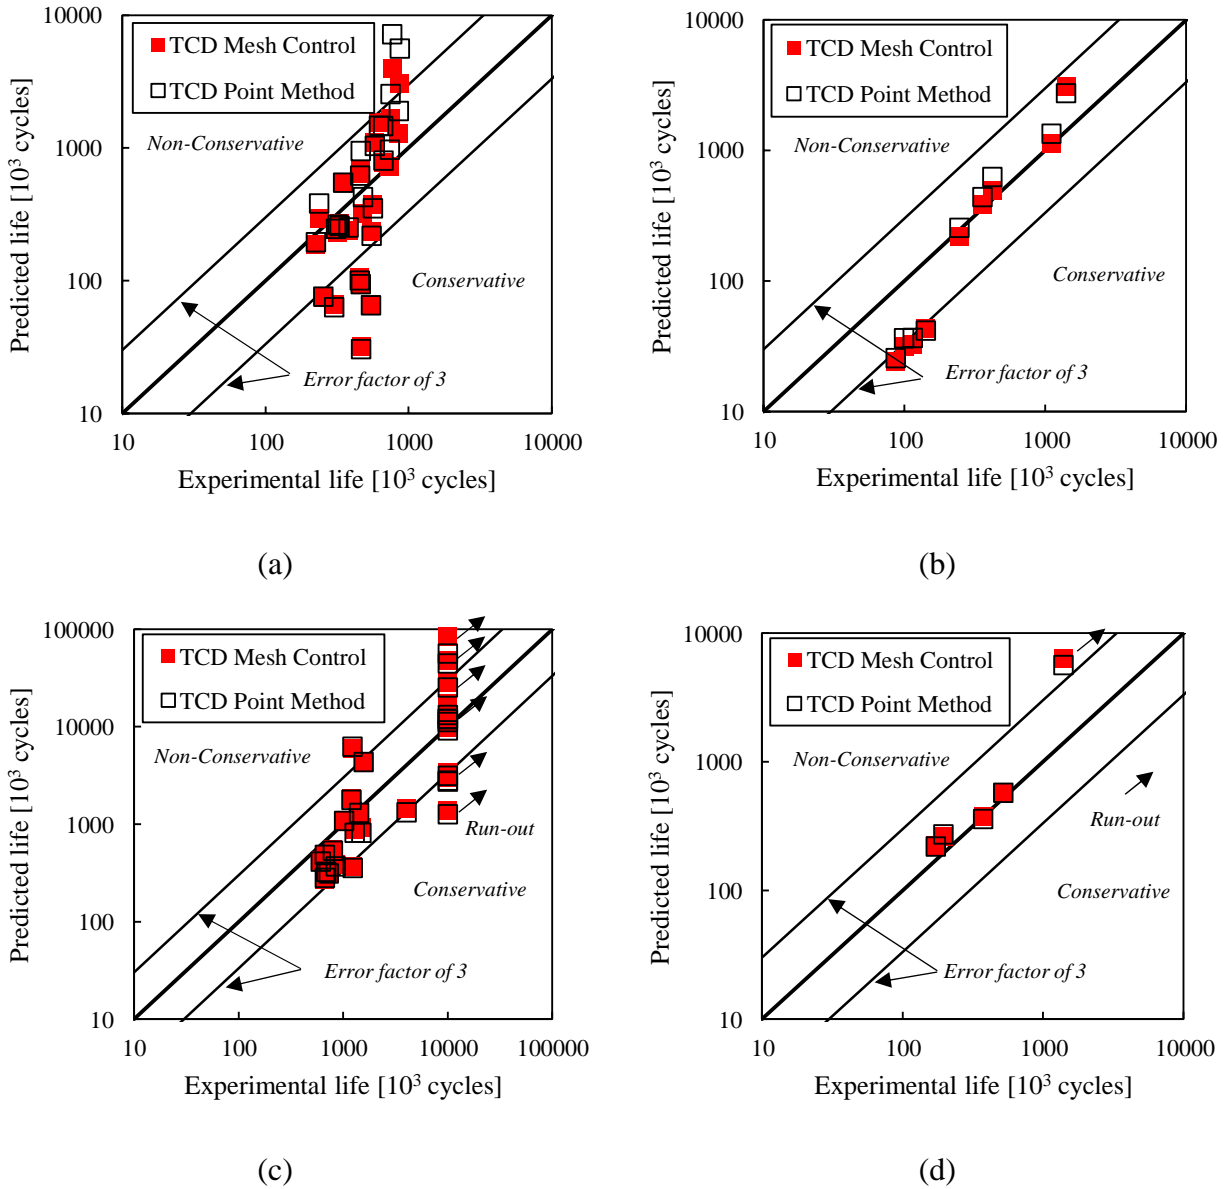 10000
1000
100
10
Predicted life [10³ cycles]
TCD Mesh Control
TCD Point Method
Non-Conservative
Conservative
Error factor of 3
10 100 1000 10000
Experimental life [10³ cycles]
(a)
10000
1000
100
10
Predicted life [10³ cycles]
TCD Mesh Control
TCD Point Method
Non-Conservative
Conservative
Error factor of 3
10 100 1000 10000
Experimental life [10³ cycles]
(b)
100000
10000
1000
100
10
Predicted life [10³ cycles]
TCD Mesh Control
TCD Point Method
Non-Conservative
Run-out
Conservative
Error factor of 3
10 100 1000 10000 100000
Experimental life [10³ cycles]
(c)
10000
1000
100
10
Predicted life [10³ cycles]
TCD Mesh Control
TCD Point Method
Non-Conservative
Run-out
Conservative
Error factor of 3
10 100 1000 10000
Experimental life [10³ cycles]
(d)